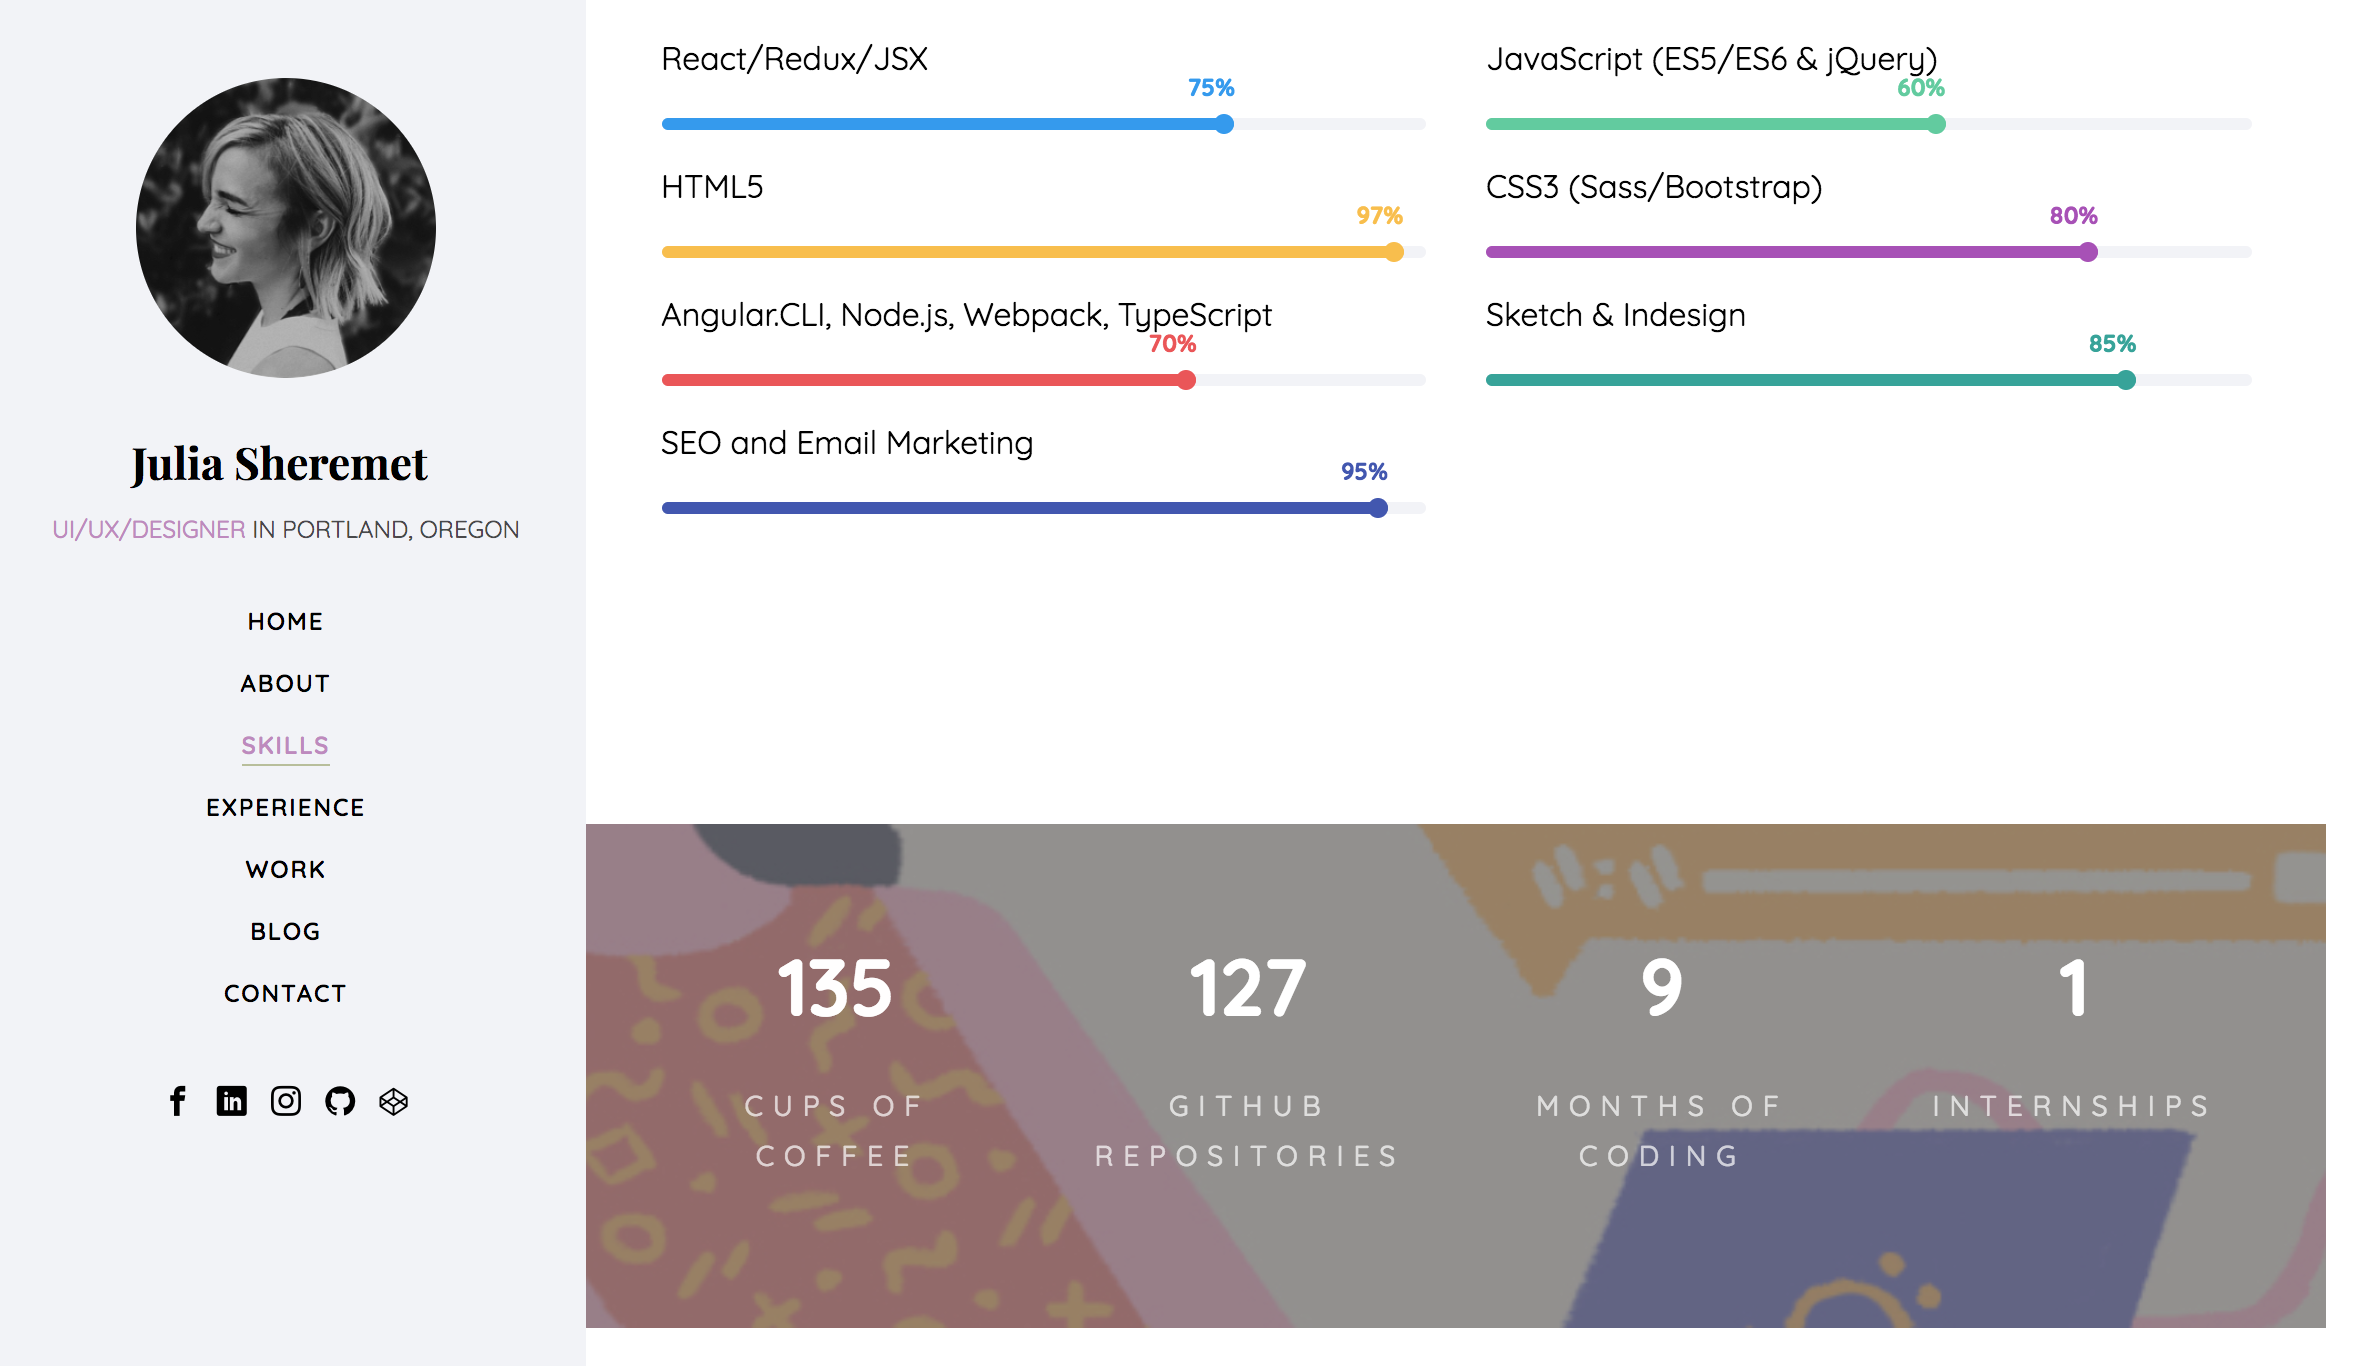 Julia Sheremet
UI/UX/DESIGNER IN PORTLAND, OREGON
HOME
ABOUT
SKILLS
EXPERIENCE
WORK
BLOG
CONTACT
React/Redux/JSX
75%
JavaScript (ES5/ES6 & jQuery)
60%
HTML5
97%
CSS3 (Sass/Bootstrap)
80%
Angular.CLI, Node.js, Webpack, TypeScript
70%
Sketch & Indesign
85%
SEO and Email Marketing
95%
135
CUPS OF
COFFEE
127
GITHUB
REPOSITORIES
9
MONTHS OF
CODING
1
INTERNSHIPS